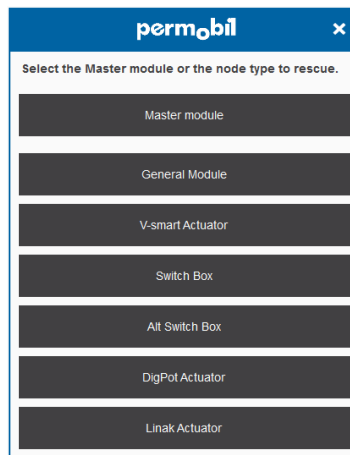 permobil
Select the Master module or the node type to rescue.
Master module
General Module
V-smart Actuator
Switch Box
Alt Switch Box
DigPot Actuator
Linak Actuator